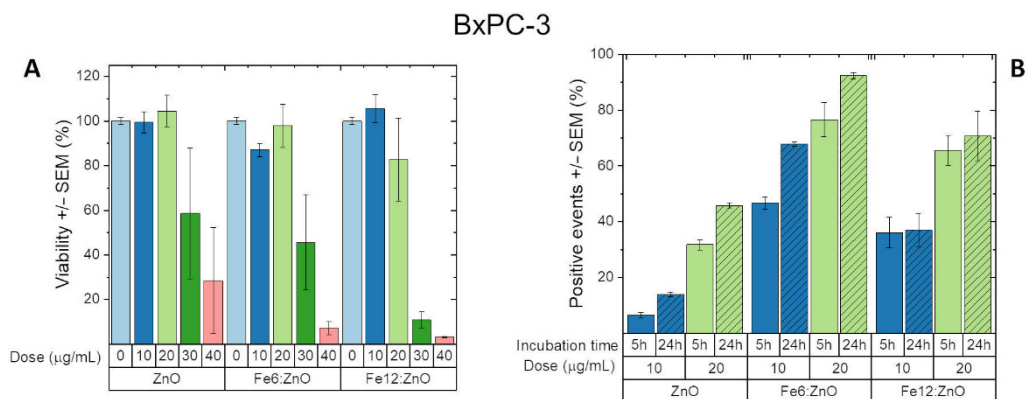 BxPC-3
A
Viability +/– SEM (%)
120
100
80
60
40
20
Dose (μg/mL) 0 10 20 30 40 0 10 20 30 40 0 10 20 30 40
ZnO Fe6:ZnO Fe12:ZnO
B
Positive events +/– SEM (%)
100
80
60
40
20
Incubation time 5h 24h 5h 24h 5h 24h 5h 24h 5h 24h 5h 24h
Dose (μg/mL) 10 20 10 20 10 20
ZnO Fe6:ZnO Fe12:ZnO